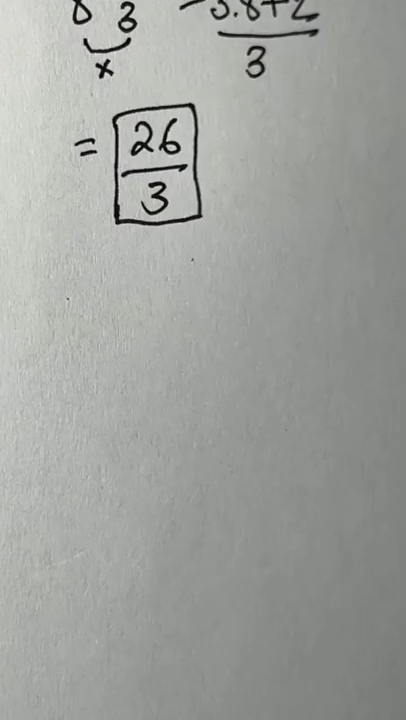 8 3 = 3.8+2
x 3
= 26
3